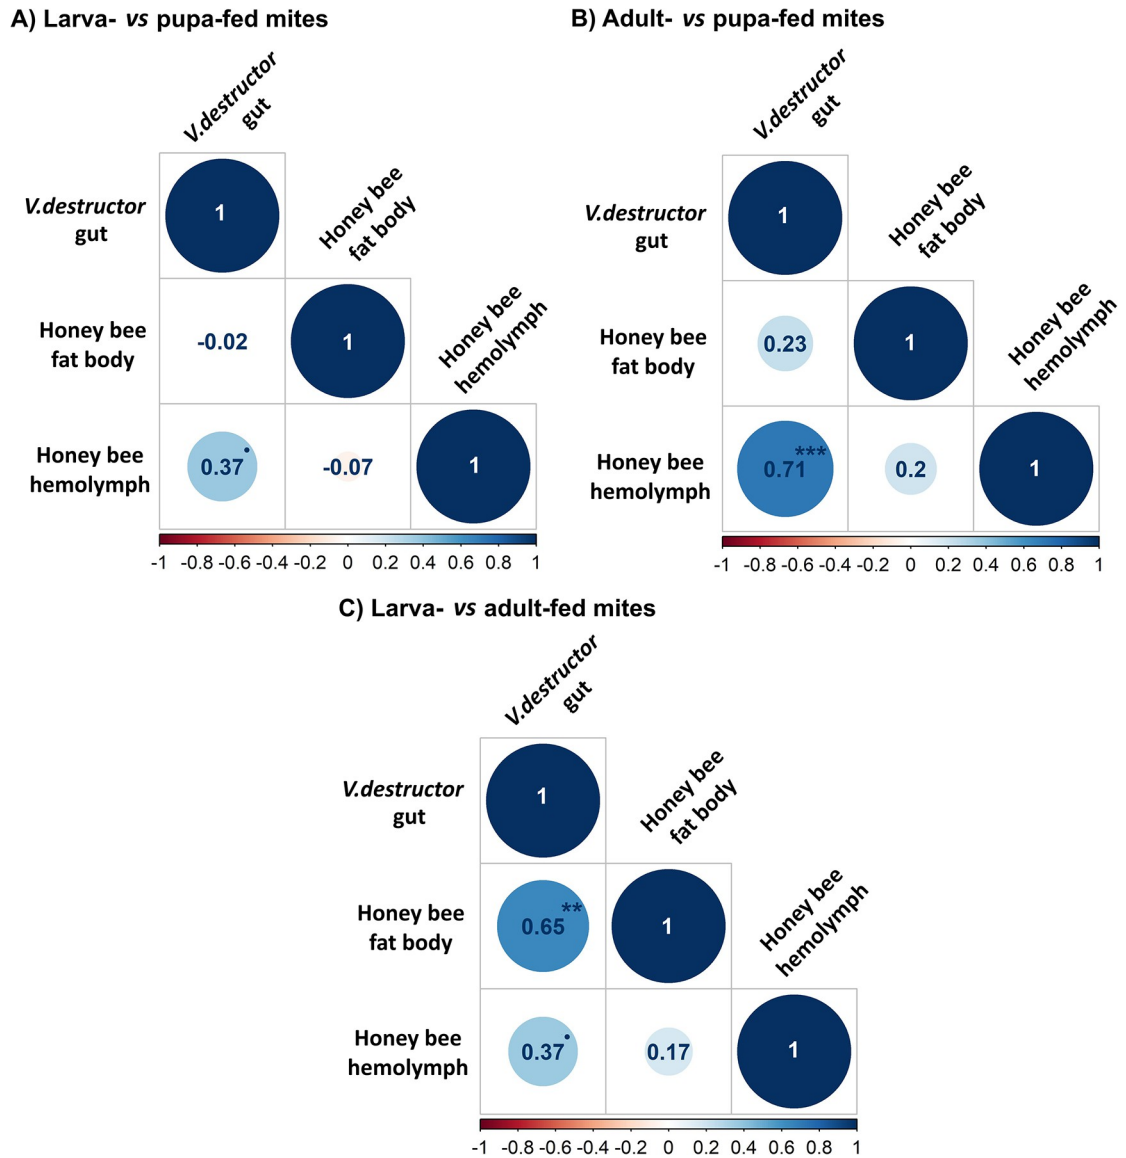 A) Larva- vs pupa-fed mites
V.destructor
gut
V.destructor
gut
1
Honey bee
fat body
Honey bee
fat body
-0.02
1
Honey bee
hemolymph
Honey bee
hemolymph
0.37•
-0.07
1
-1 -0.8 -0.6 -0.4 -0.2 0 0.2 0.4 0.6 0.8 1
B) Adult- vs pupa-fed mites
V.destructor
gut
V.destructor
gut
1
Honey bee
fat body
Honey bee
fat body
0.23
1
Honey bee
hemolymph
Honey bee
hemolymph
0.71***
0.2
1
-1 -0.8 -0.6 -0.4 -0.2 0 0.2 0.4 0.6 0.8 1
C) Larva- vs adult-fed mites
V.destructor
gut
V.destructor
gut
1
Honey bee
fat body
Honey bee
fat body
0.65**
1
Honey bee
hemolymph
Honey bee
hemolymph
0.37•
0.17
1
-1 -0.8 -0.6 -0.4 -0.2 0 0.2 0.4 0.6 0.8 1